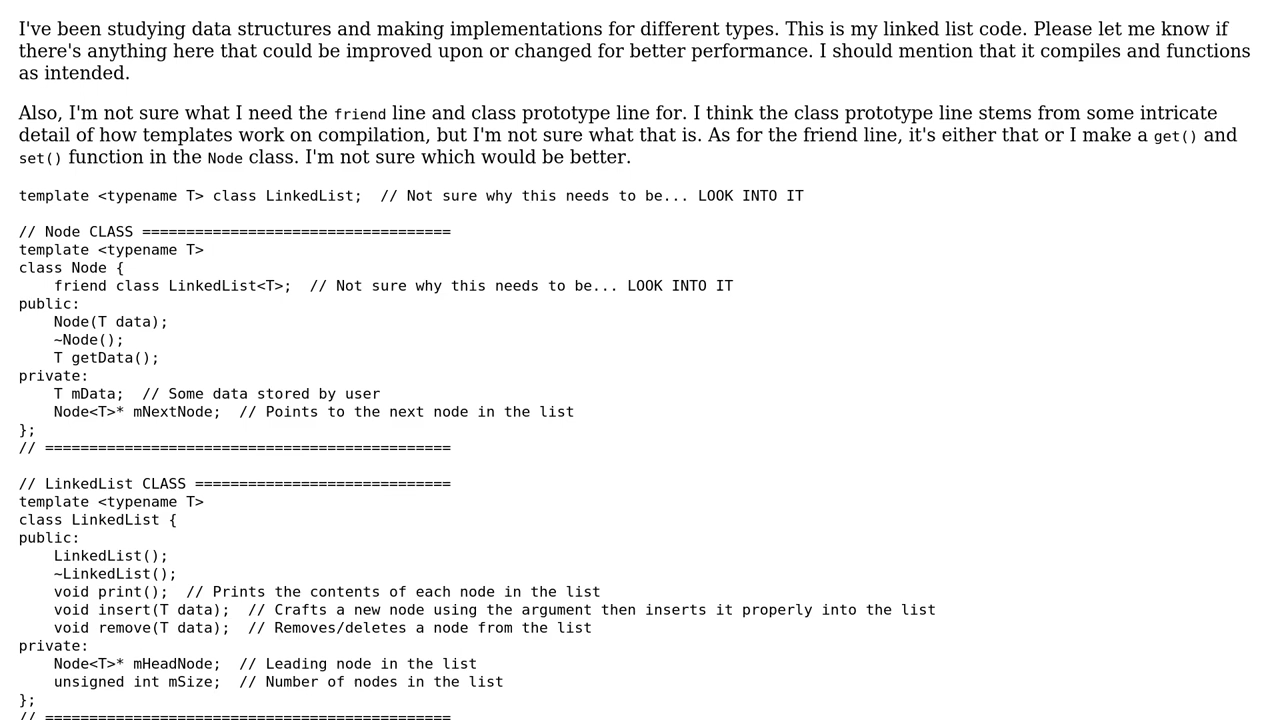 I've been studying data structures and making implementations for different types. This is my linked list code. Please let me know if
there's anything here that could be improved upon or changed for better performance. I should mention that it compiles and functions
as intended.
Also, I'm not sure what I need the friend line and class prototype line for. I think the class prototype line stems from some intricate
detail of how templates work on compilation, but I'm not sure what that is. As for the friend line, it's either that or I make a get() and
set() function in the Node class. I'm not sure which would be better.
template <typename T> class LinkedList;  // Not sure why this needs to be... LOOK INTO IT
// Node CLASS ===================================
template <typename T>
class Node {
    friend class LinkedList<T>;  // Not sure why this needs to be... LOOK INTO IT
public:
    Node(T data);
    ~Node();
    T getData();
private:
    T mData;  // Some data stored by user
    Node<T>* mNextNode;  // Points to the next node in the list
};
// ==============================================
// LinkedList CLASS =============================
template <typename T>
class LinkedList {
public:
    LinkedList();
    ~LinkedList();
    void print();  // Prints the contents of each node in the list
    void insert(T data);  // Crafts a new node using the argument then inserts it properly into the list
    void remove(T data);  // Removes/deletes a node from the list
private:
    Node<T>* mHeadNode;  // Leading node in the list
    unsigned int mSize;  // Number of nodes in the list
};
// ==============================================